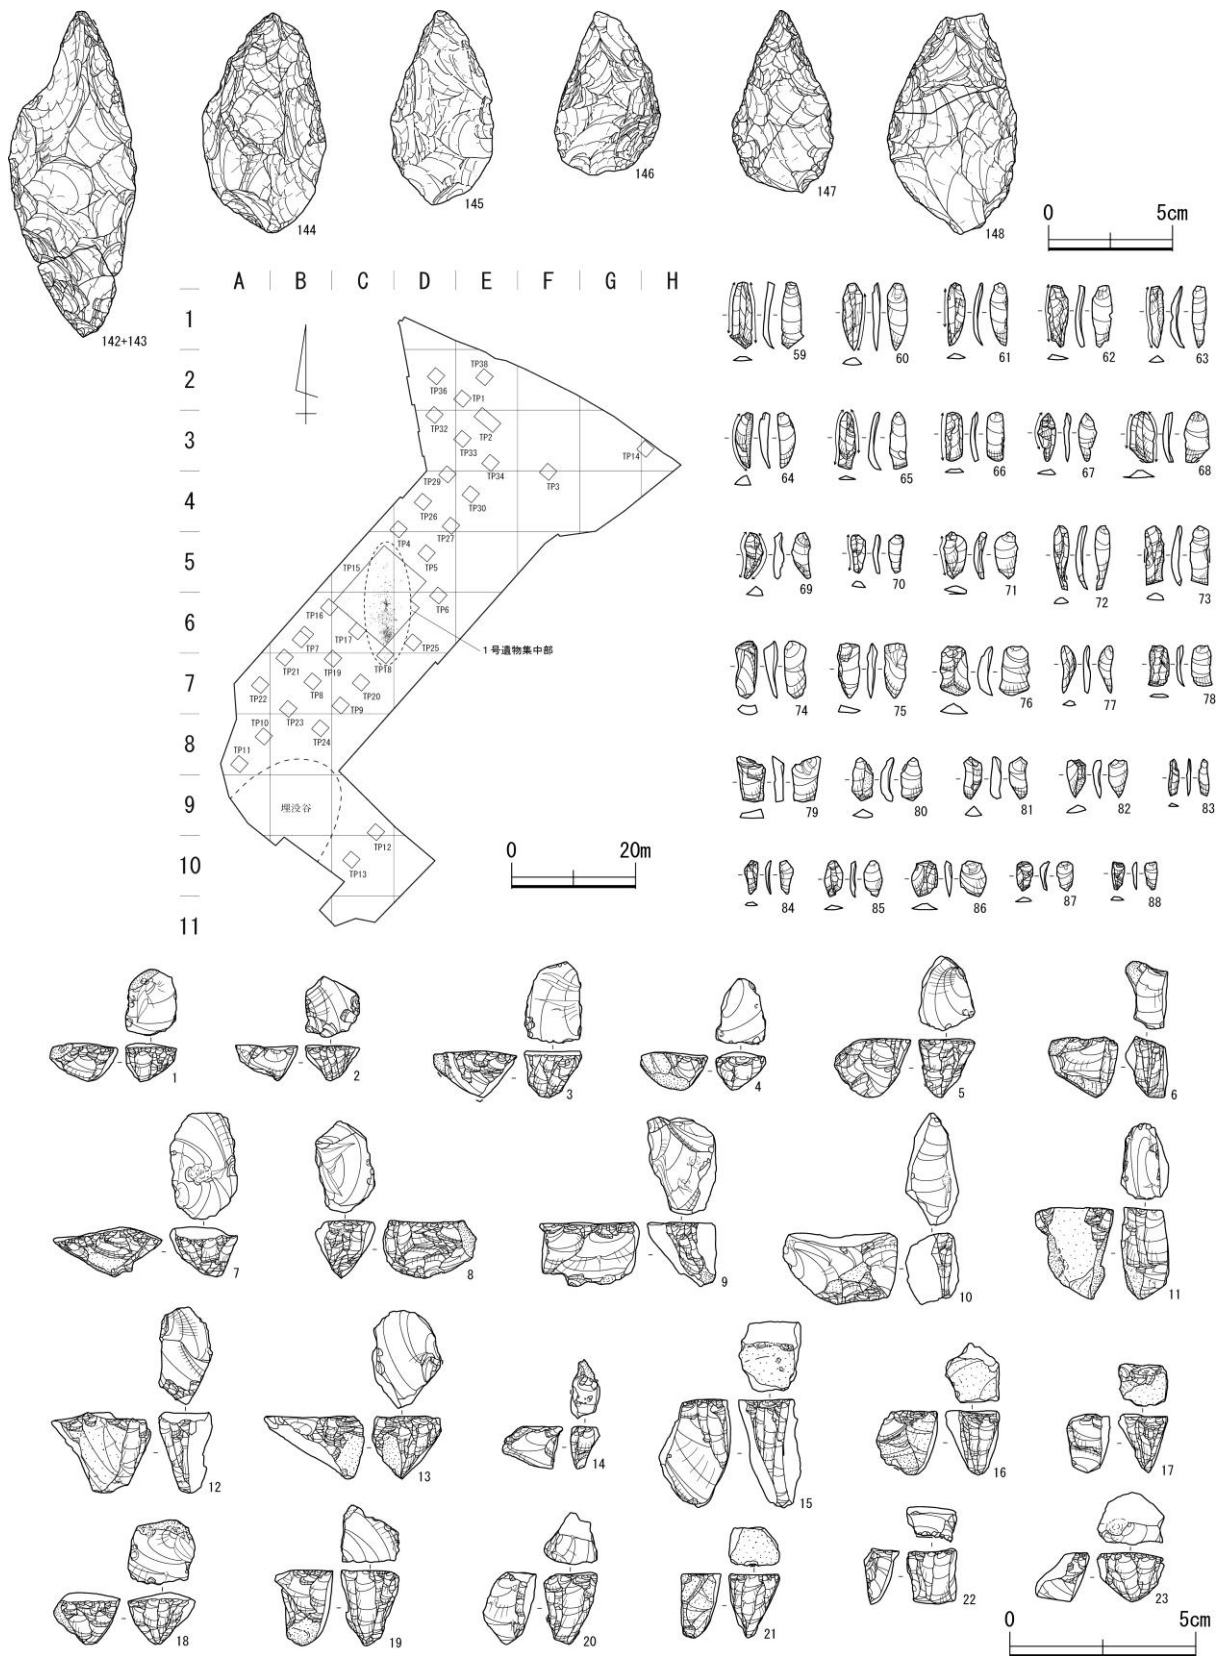 142+143
144
145
146
147
148
0 5cm
A B C D E F G H
1
2
3
4
5
6
7
8
9
10
11
TP38
TP36
TP1
TP32
TP2
TP33
TP14
TP34
TP29
TP3
TP30
TP26
TP27
TP4
TP15
TP5
TP6
TP16
TP17
TP7
TP25
1号遺物集中部
TP18
TP21
TP19
TP22
TP8
TP20
TP23
TP9
TP10
TP24
TP11
埋没谷
TP12
TP13
0 20m
59 60 61 62 63
64 65 66 67 68
69 70 71 72 73
74 75 76 77 78
79 80 81 82 83
84 85 86 87 88
1 2 3 4 5 6
7 8 9 10 11
12 13 14 15 16 17
18 19 20 21 22 23
0 5cm